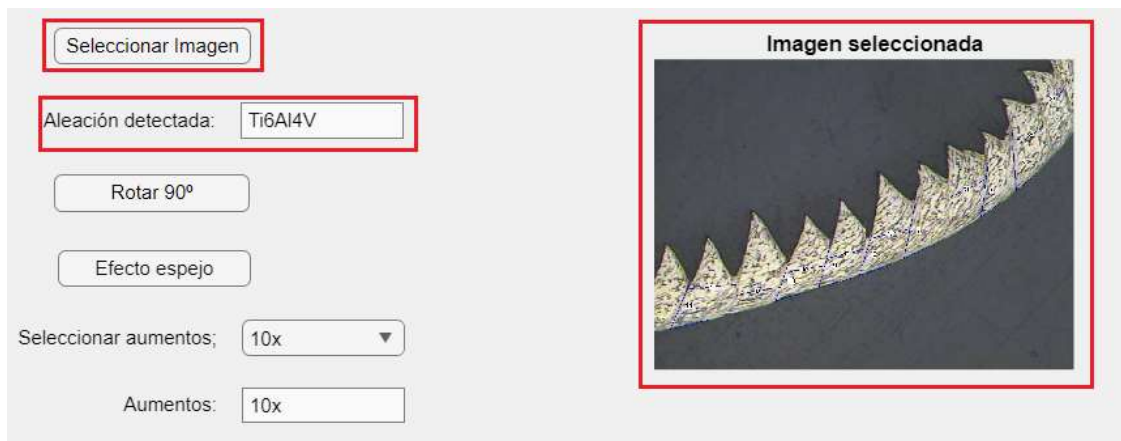 Seleccionar Imagen
Aleación detectada: Ti6Al4V
Rotar 90º
Efecto espejo
Seleccionar aumentos; 10x
Aumentos: 10x
Imagen seleccionada